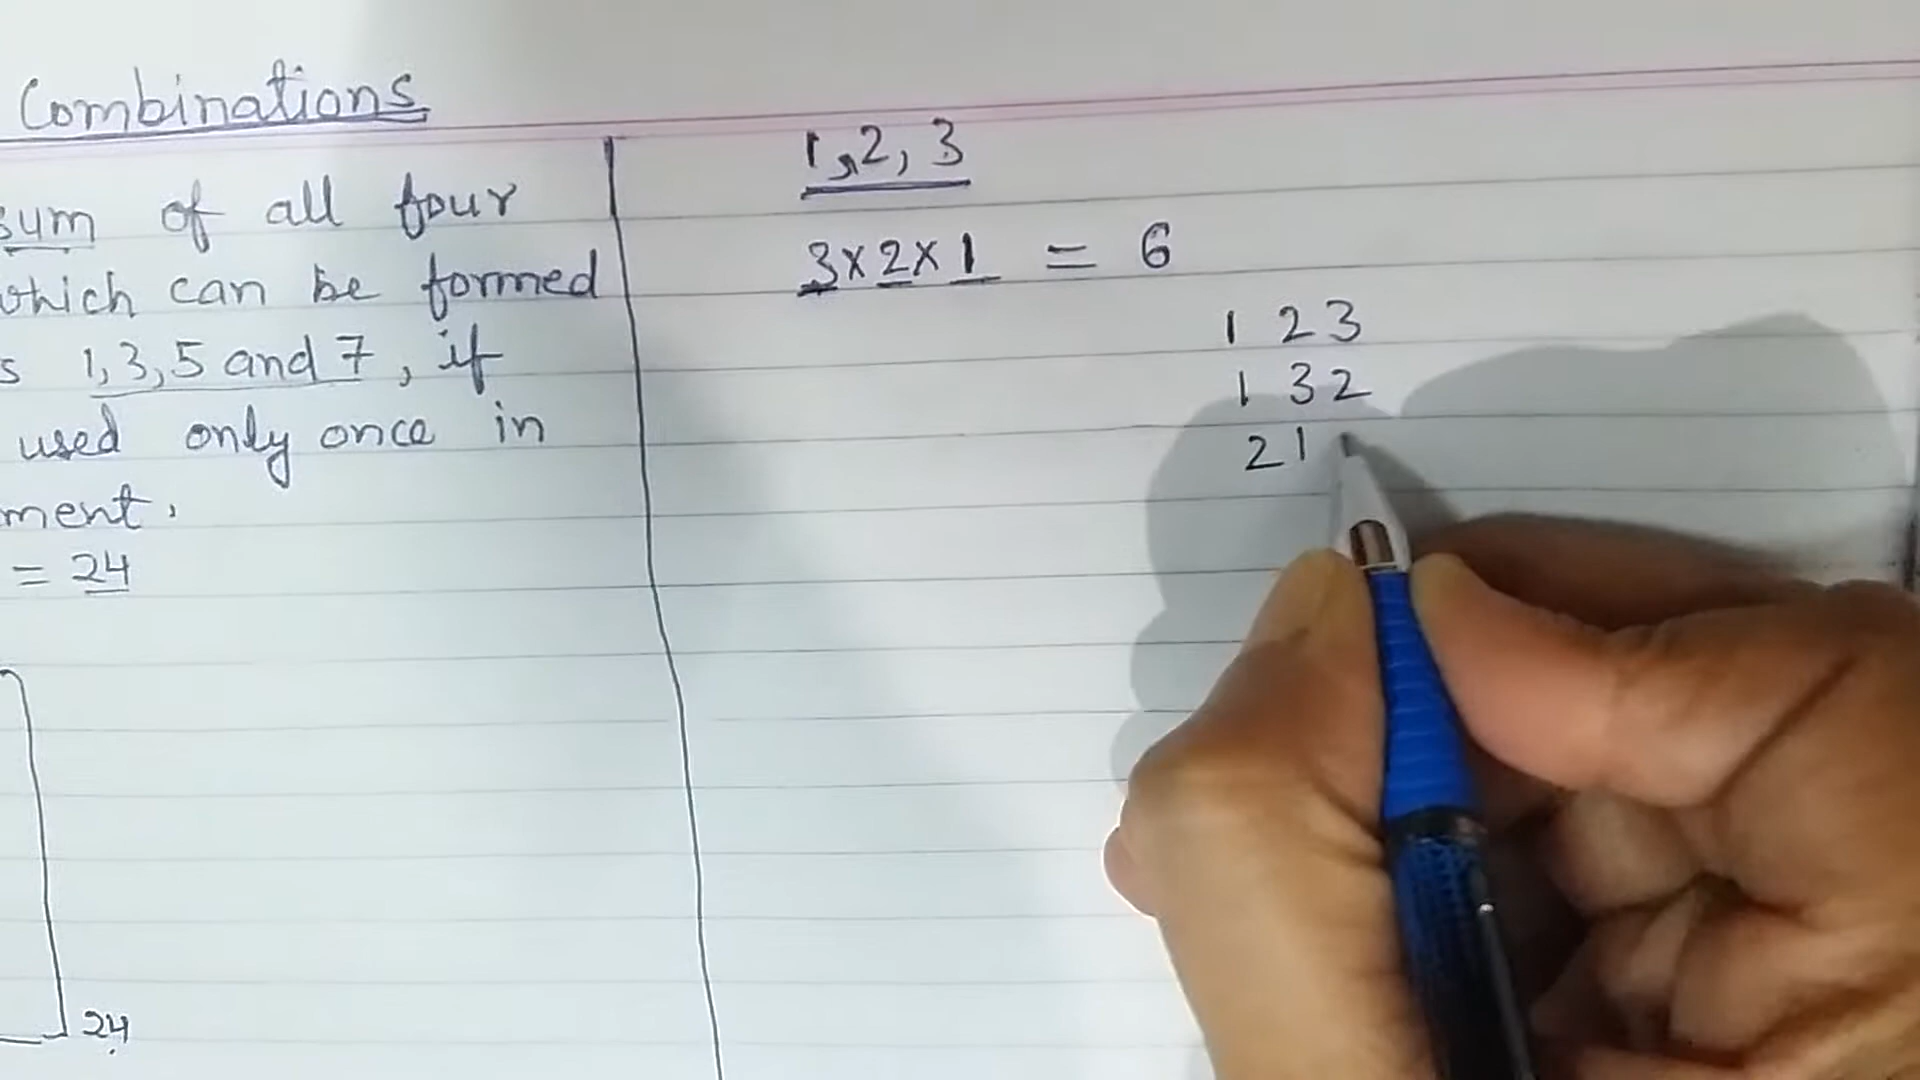 Combinations
sum of all four
which can be formed
s 1,3,5 and 7, if
used only once in
ment.
= 24
24
1,2,3
3×2×1 = 6
1 2 3
1 3 2
2 1